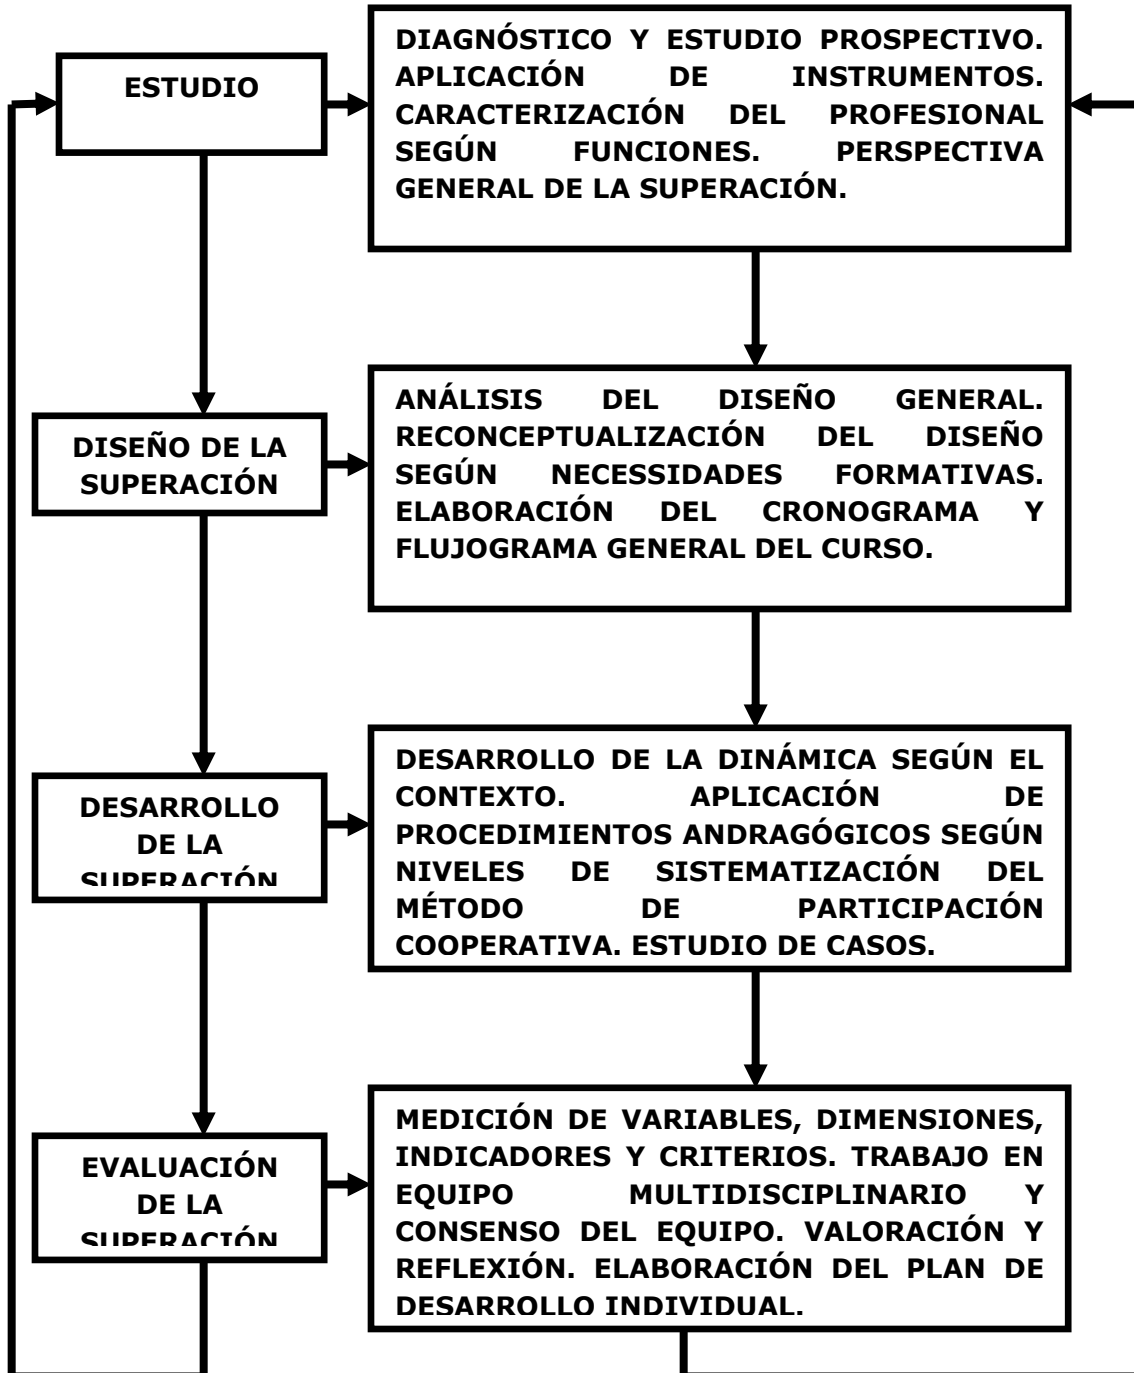 ESTUDIO
DIAGNÓSTICO Y ESTUDIO PROSPECTIVO.
APLICACIÓN DE INSTRUMENTOS.
CARACTERIZACIÓN DEL PROFESIONAL
SEGÚN FUNCIONES. PERSPECTIVA
GENERAL DE LA SUPERACIÓN.
DISEÑO DE LA
SUPERACIÓN
ANÁLISIS DEL DISEÑO GENERAL.
RECONCEPTUALIZACIÓN DEL DISEÑO
SEGÚN NECESSIDADES FORMATIVAS.
ELABORACIÓN DEL CRONOGRAMA Y
FLUJOGRAMA GENERAL DEL CURSO.
DESARROLLO
DE LA
SUPERACIÓN
DESARROLLO DE LA DINÁMICA SEGÚN EL
CONTEXTO. APLICACIÓN DE
PROCEDIMIENTOS ANDRAGÓGICOS SEGÚN
NIVELES DE SISTEMATIZACIÓN DEL
MÉTODO DE PARTICIPACIÓN
COOPERATIVA. ESTUDIO DE CASOS.
EVALUACIÓN
DE LA
SUPERACIÓN
MEDICIÓN DE VARIABLES, DIMENSIONES,
INDICADORES Y CRITERIOS. TRABAJO EN
EQUIPO MULTIDISCIPLINARIO Y
CONSENSO DEL EQUIPO. VALORACIÓN Y
REFLEXIÓN. ELABORACIÓN DEL PLAN DE
DESARROLLO INDIVIDUAL.